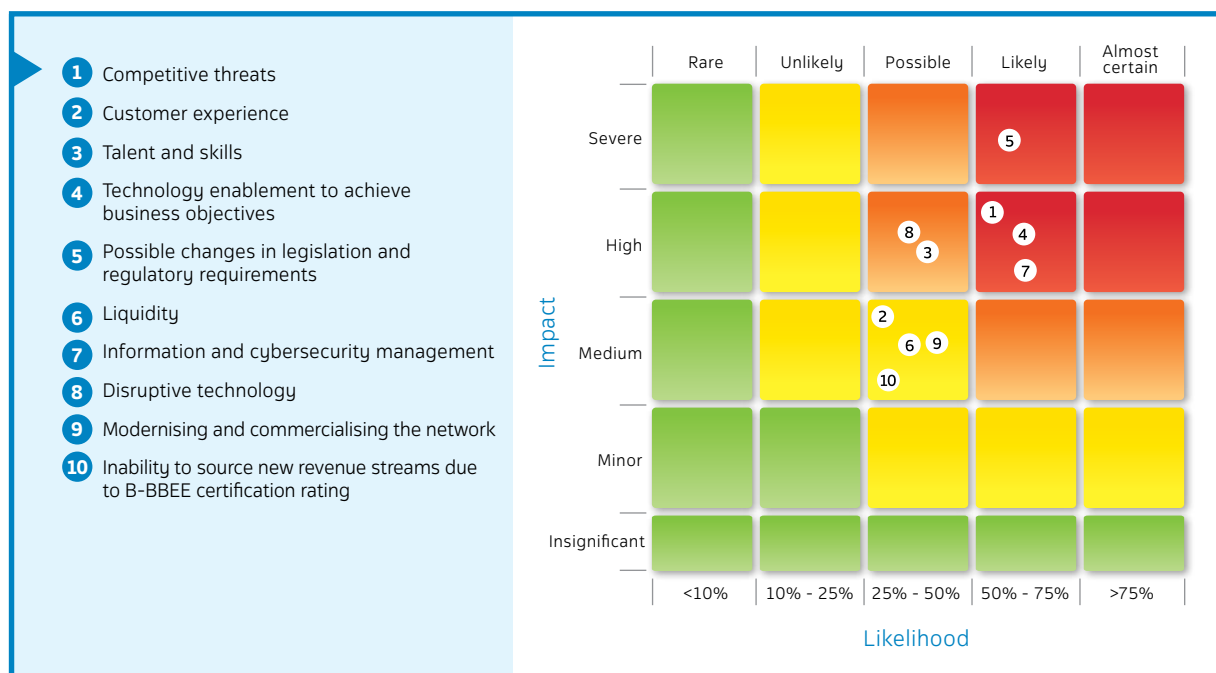 1 Competitive threats
2 Customer experience
3 Talent and skills
4 Technology enablement to achieve
business objectives
5 Possible changes in legislation and
regulatory requirements
6 Liquidity
7 Information and cybersecurity management
8 Disruptive technology
9 Modernising and commercialising the network
10 Inability to source new revenue streams due
to B-BBEE certification rating
Rare Unlikely Possible Likely Almost
certain
Severe
5
High
1
8
4
3
7
Impact
Medium
2
6 9
10
Minor
Insignificant
<10% 10% - 25% 25% - 50% 50% - 75% >75%
Likelihood